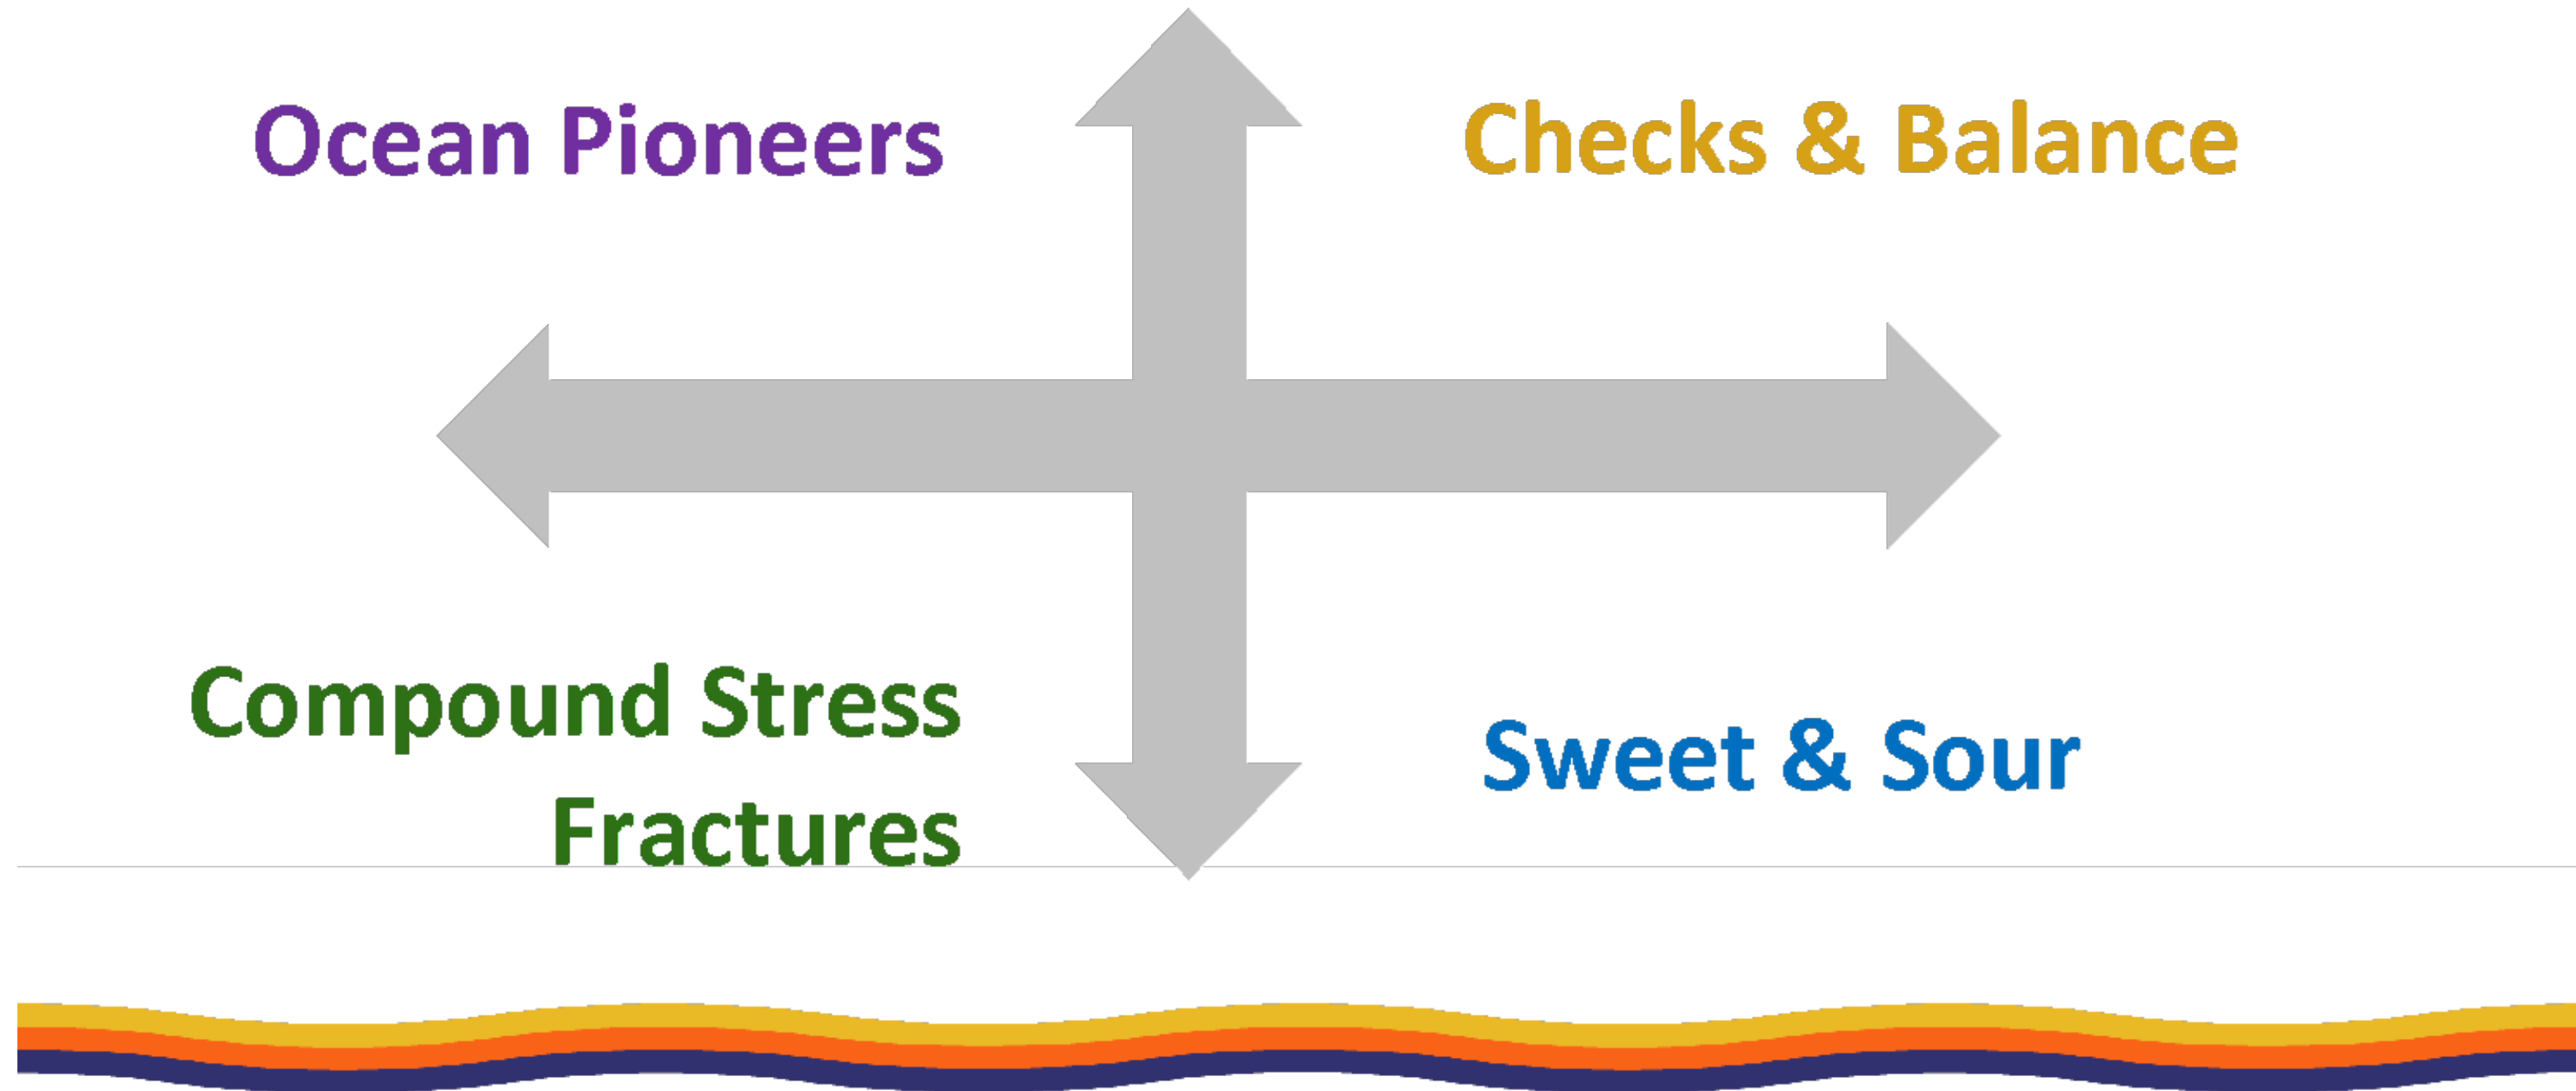 Ocean Pioneers
Checks & Balance
Compound Stress
Fractures
Sweet & Sour